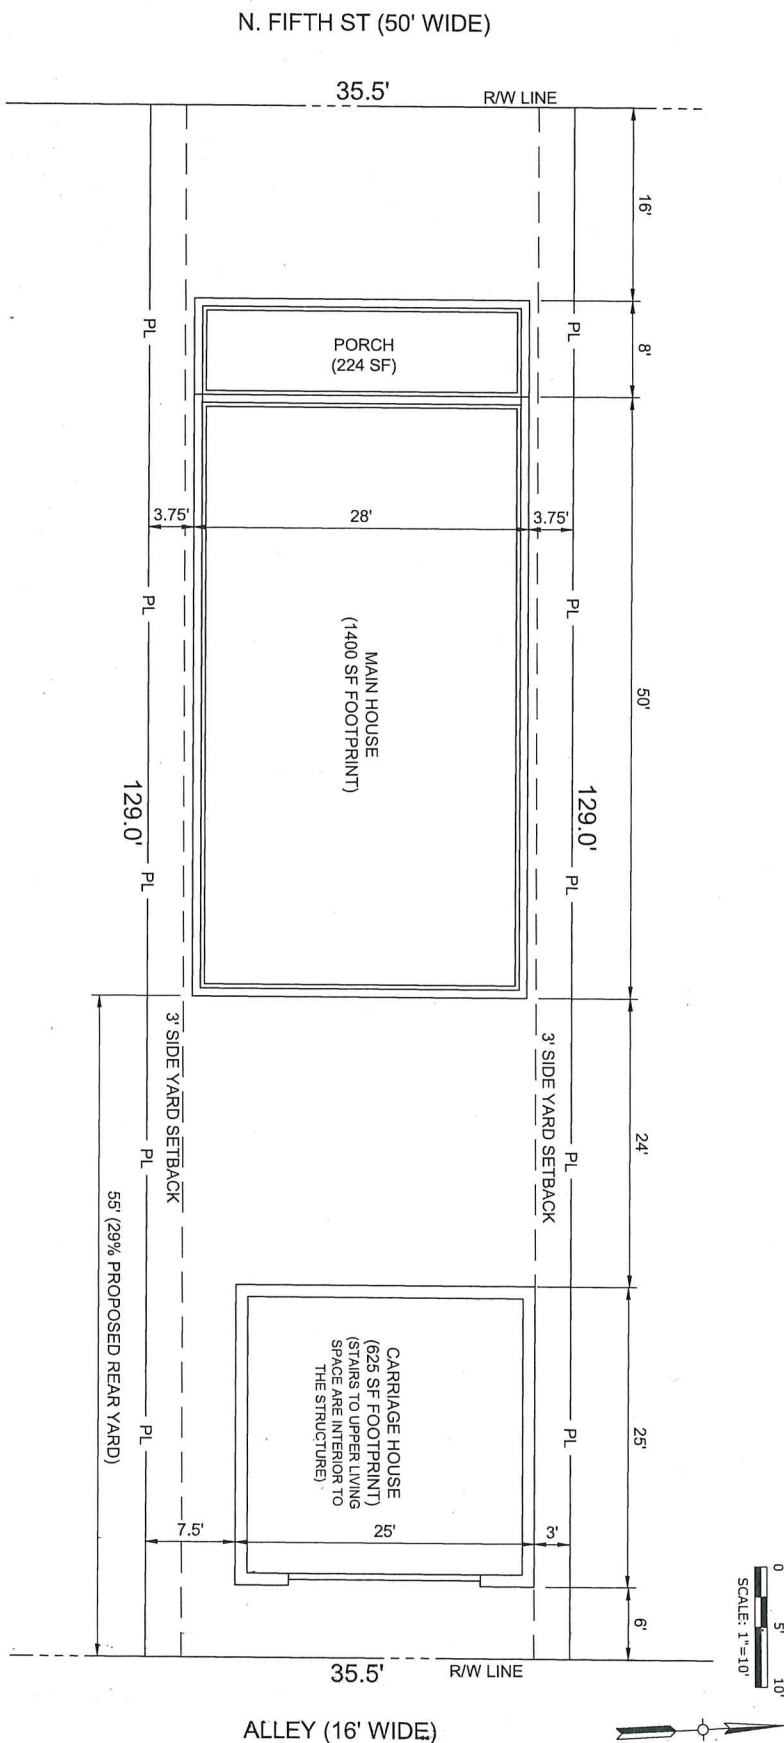 N. FIFTH ST (50' WIDE)
35.5'
R/W LINE
16'
PL
PL
8'
PORCH
(224 SF)
3.75'
28'
3.75'
PL
PL
50'
MAIN HOUSE
(1400 SF FOOTPRINT)
129.0'
129.0'
PL
PL
3' SIDE YARD SETBACK
3' SIDE YARD SETBACK
24'
PL
PL
55' (29% PROPOSED REAR YARD)
CARRIAGE HOUSE
(625 SF FOOTPRINT)
(STAIRS TO UPPER LIVING
SPACE ARE INTERIOR TO
THE STRUCTURE)
PL
PL
25'
7.5'
25'
3'
6'
0
5'
10'
SCALE: 1"=10'
35.5'
R/W LINE
ALLEY (16' WIDE)